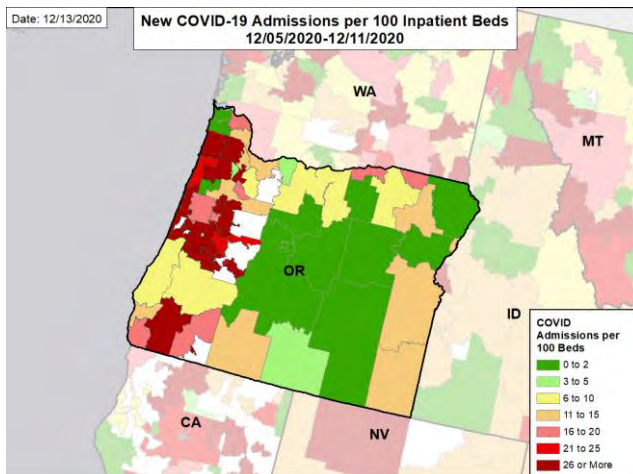 Date: 12/13/2020
New COVID-19 Admissions per 100 Inpatient Beds
12/05/2020-12/11/2020
WA
MT
OR
ID
CA
NV
COVID
Admissions per
100 Beds
0 to 2
3 to 5
6 to 10
11 to 15
16 to 20
21 to 25
26 or More